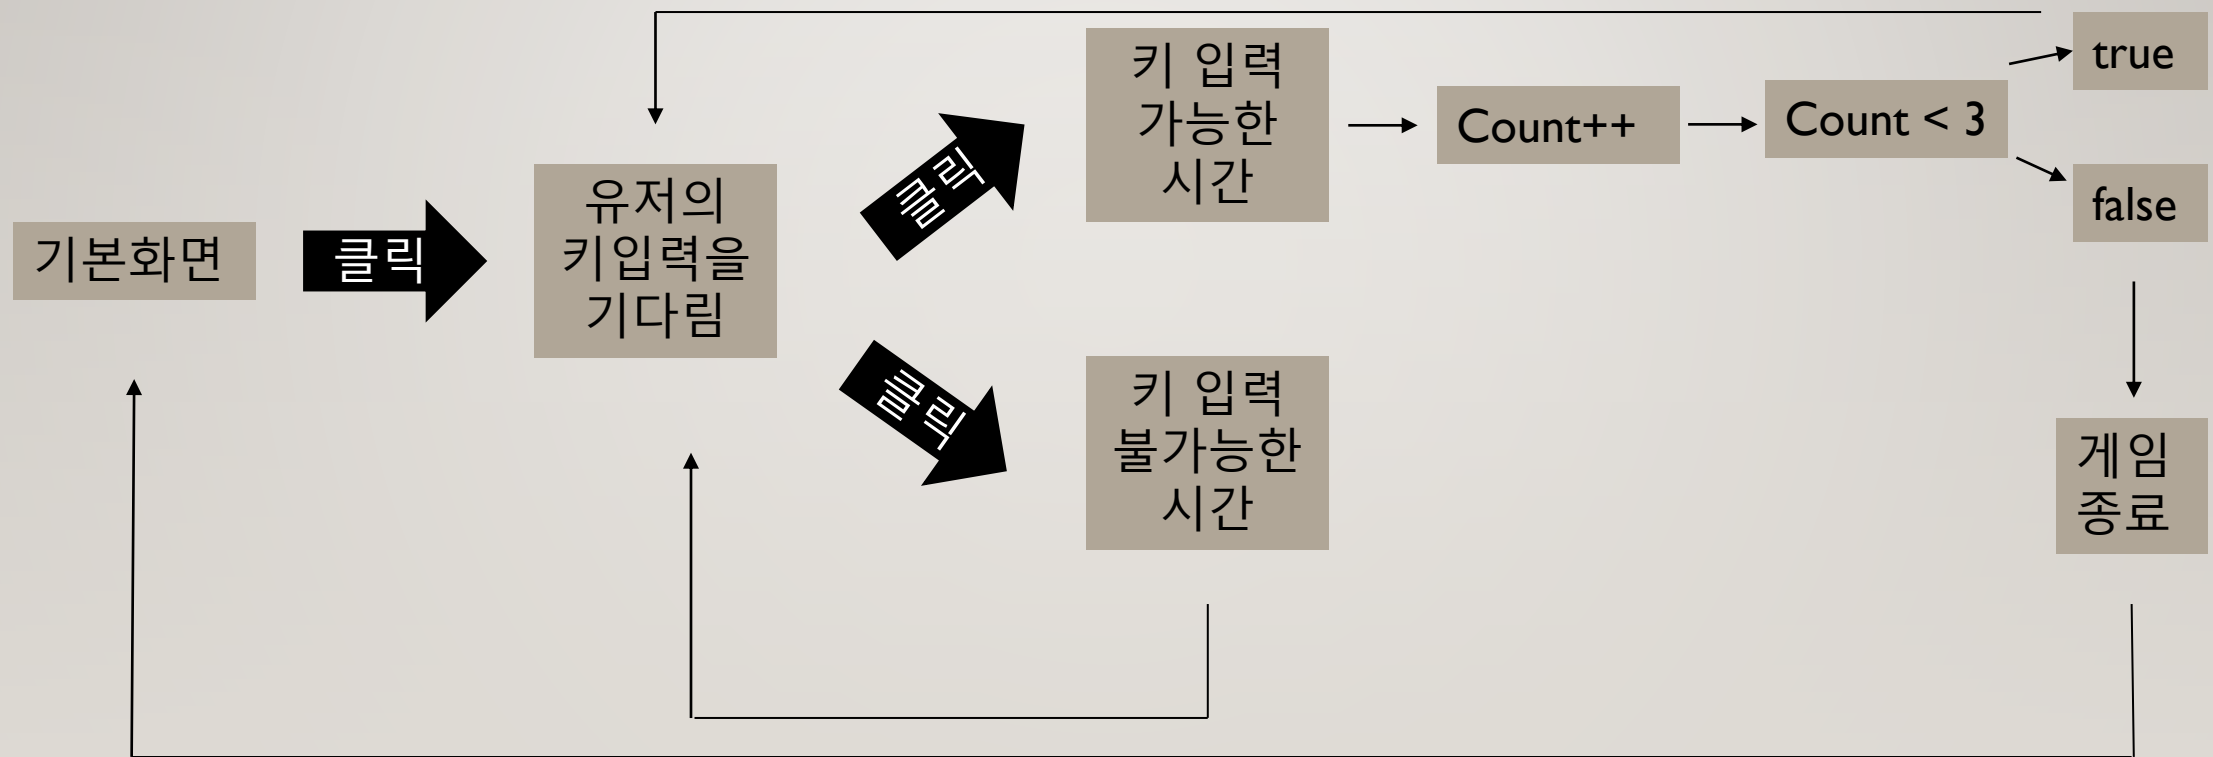 기본화면
클릭
유저의
키입력을
기다림
클릭
키 입력
가능한
시간
Count++
Count < 3
true
false
클릭
키 입력
불가능한
시간
게임
종료